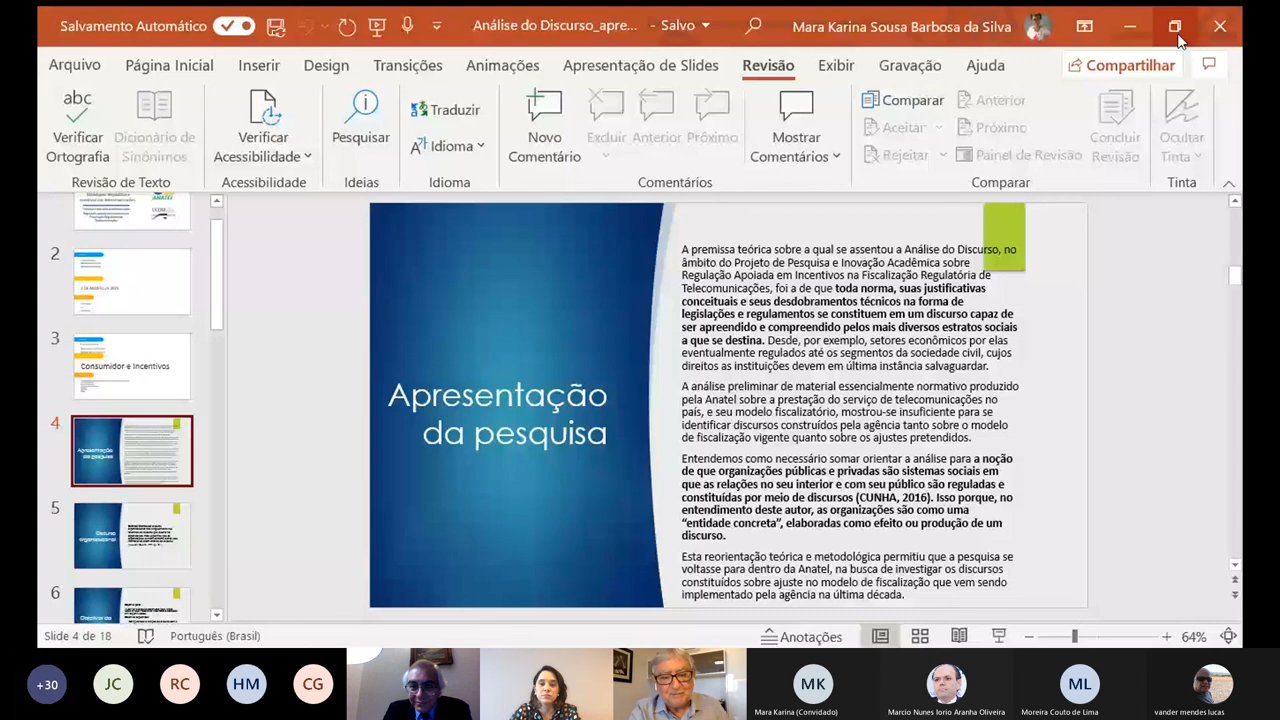 Salvamento Automático
Análise do Discurso_apre... - Salvo
Mara Karina Sousa Barbosa da Silva
Arquivo Página Inicial Inserir Design Transições Animações Apresentação de Slides Revisão Exibir Gravação Ajuda Compartilhar
abc
Verificar Ortografia
Dicionário de Sinônimos
Revisão de Texto
Verificar Acessibilidade
Acessibilidade
Pesquisar
Ideias
Traduzir
Idioma
Idioma
Novo Comentário
Excluir
Anterior
Próximo
Mostrar Comentários
Comentários
Comparar
Aceitar
Rejeitar
Anterior
Próximo
Painel de Revisão
Concluir Revisão
Comparar
Ocultar Tinta
Tinta
ANATEL
2
3
Consumidor e Incentivos
4
Apresentação
da pesquisa
5
Discurso
organizacional
6
Apresentação
da pesquisa
A premissa teórica sobre a qual se assentou a Análise do Discurso, no
âmbito do Projeto de Pesquisa e Inovação Acadêmica sobre
Regulação Apoiada em Incentivos na Fiscalização Regulatória de
Telecomunicações, foi a de que toda norma, suas justificativas
conceituais e seus desdobramentos técnicos na forma de
legislações e regulamentos se constituem em um discurso capaz de
ser apreendido e compreendido pelos mais diversos estratos sociais
a que se destina. Desde, por exemplo, setores econômicos por elas
eventualmente regulados até os segmentos da sociedade civil, cujos
direitos as instituições devem em última instância salvaguardar.
A análise preliminar de material essencialmente normativo produzido
pela Anatel sobre a prestação do serviço de telecomunicações no
país, e seu modelo fiscalizatório, mostrou-se insuficiente para se
identificar discursos construídos pela agência tanto sobre o modelo
de fiscalização vigente quanto sobre os ajustes pretendidos.
Entendemos como necessário somar orientar a análise para a noção
de que organizações públicas e privadas são sistemas sociais em
que as relações no seu interior e com seu público são reguladas e
constituídas por meio de discursos (CUNHA, 2016). Isso porque, no
entendimento deste autor, as organizações são como uma
“entidade concreta”, elaboradas como efeito ou produção de um
discurso.
Esta reorientação teórica e metodológica permitiu que a pesquisa se
voltasse para dentro da Anatel, na busca de investigar os discursos
constituídos sobre ajuste no modelo de fiscalização que vem sendo
implementado pela agência na última década.
Slide 4 de 18
Português (Brasil)
Anotações
64%
+30
JC
RC
HM
CG
MK
Mara Karina (Convidado)
Marcio Nunes Iorio Aranha Oliveira
ML
Moreira Couto de Lima
vander mendes lucas